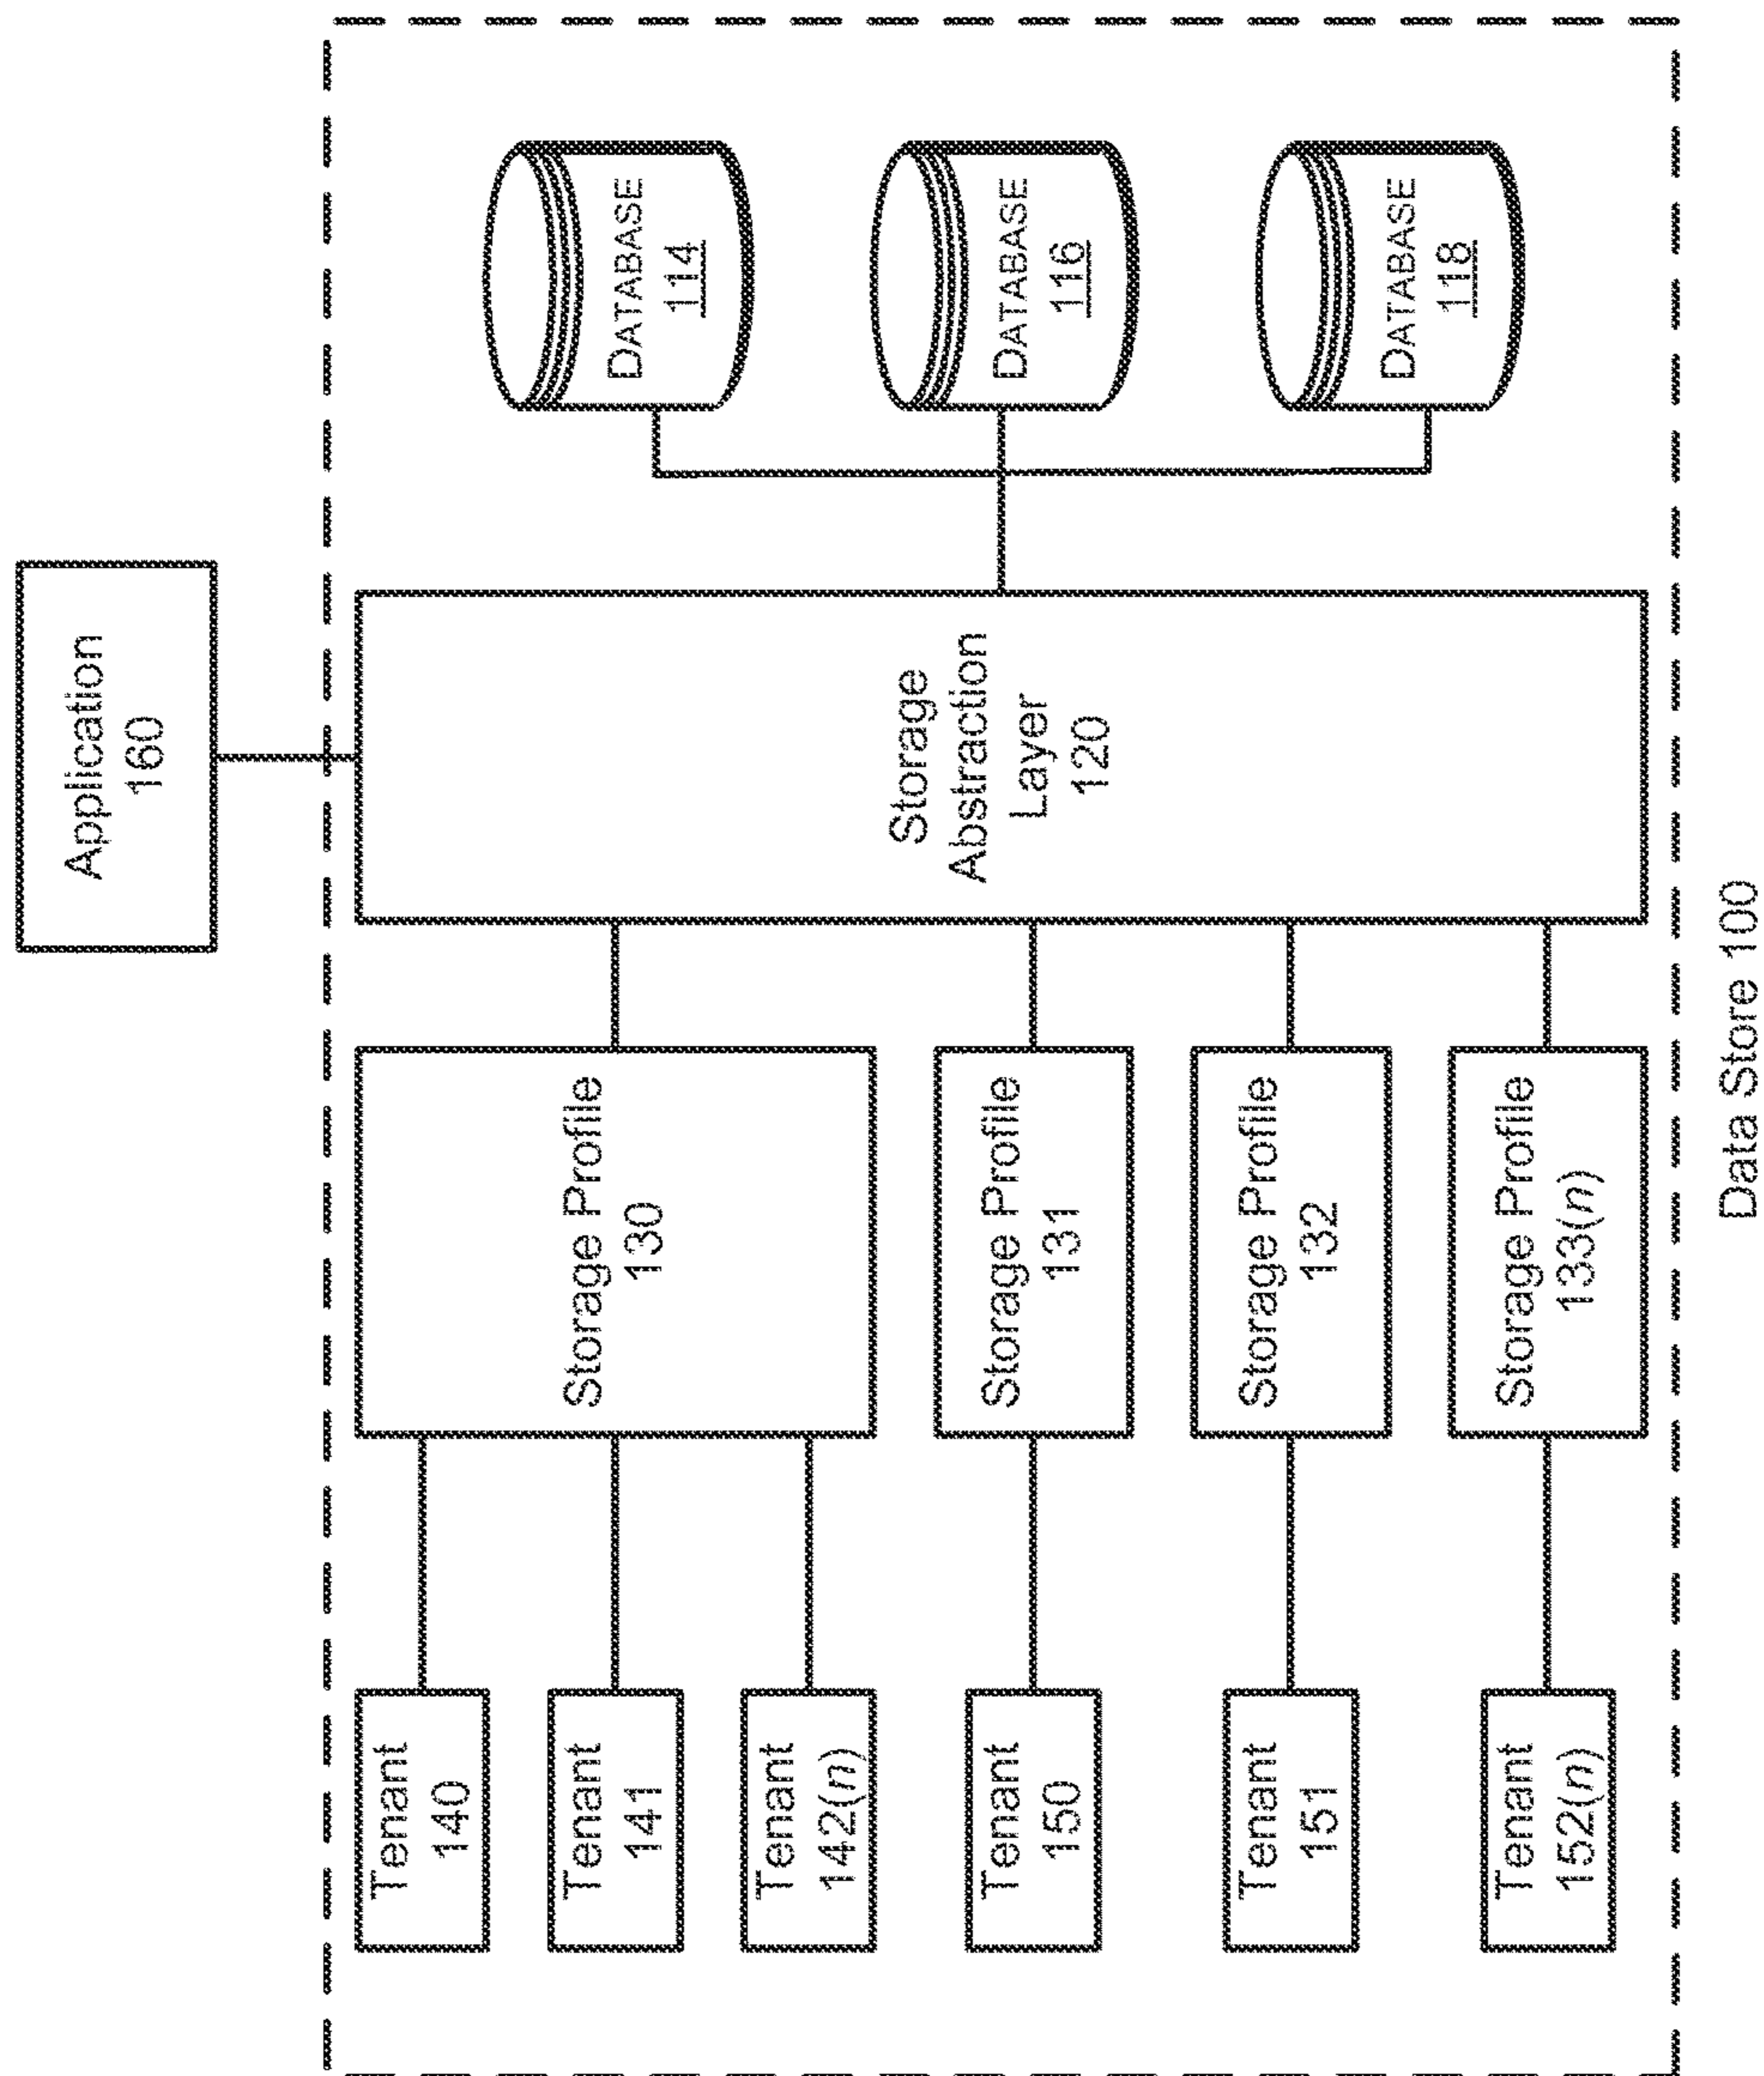 Application
160
DATABASE
114
DATABASE
116
DATABASE
118
Storage
Abstraction
Layer
120
Storage Profile
130
Storage Profile
131
Storage Profile
132
Storage Profile
133(n)
Tenant
140
Tenant
141
Tenant
142(n)
Tenant
150
Tenant
151
Tenant
152(n)
Data Store 100